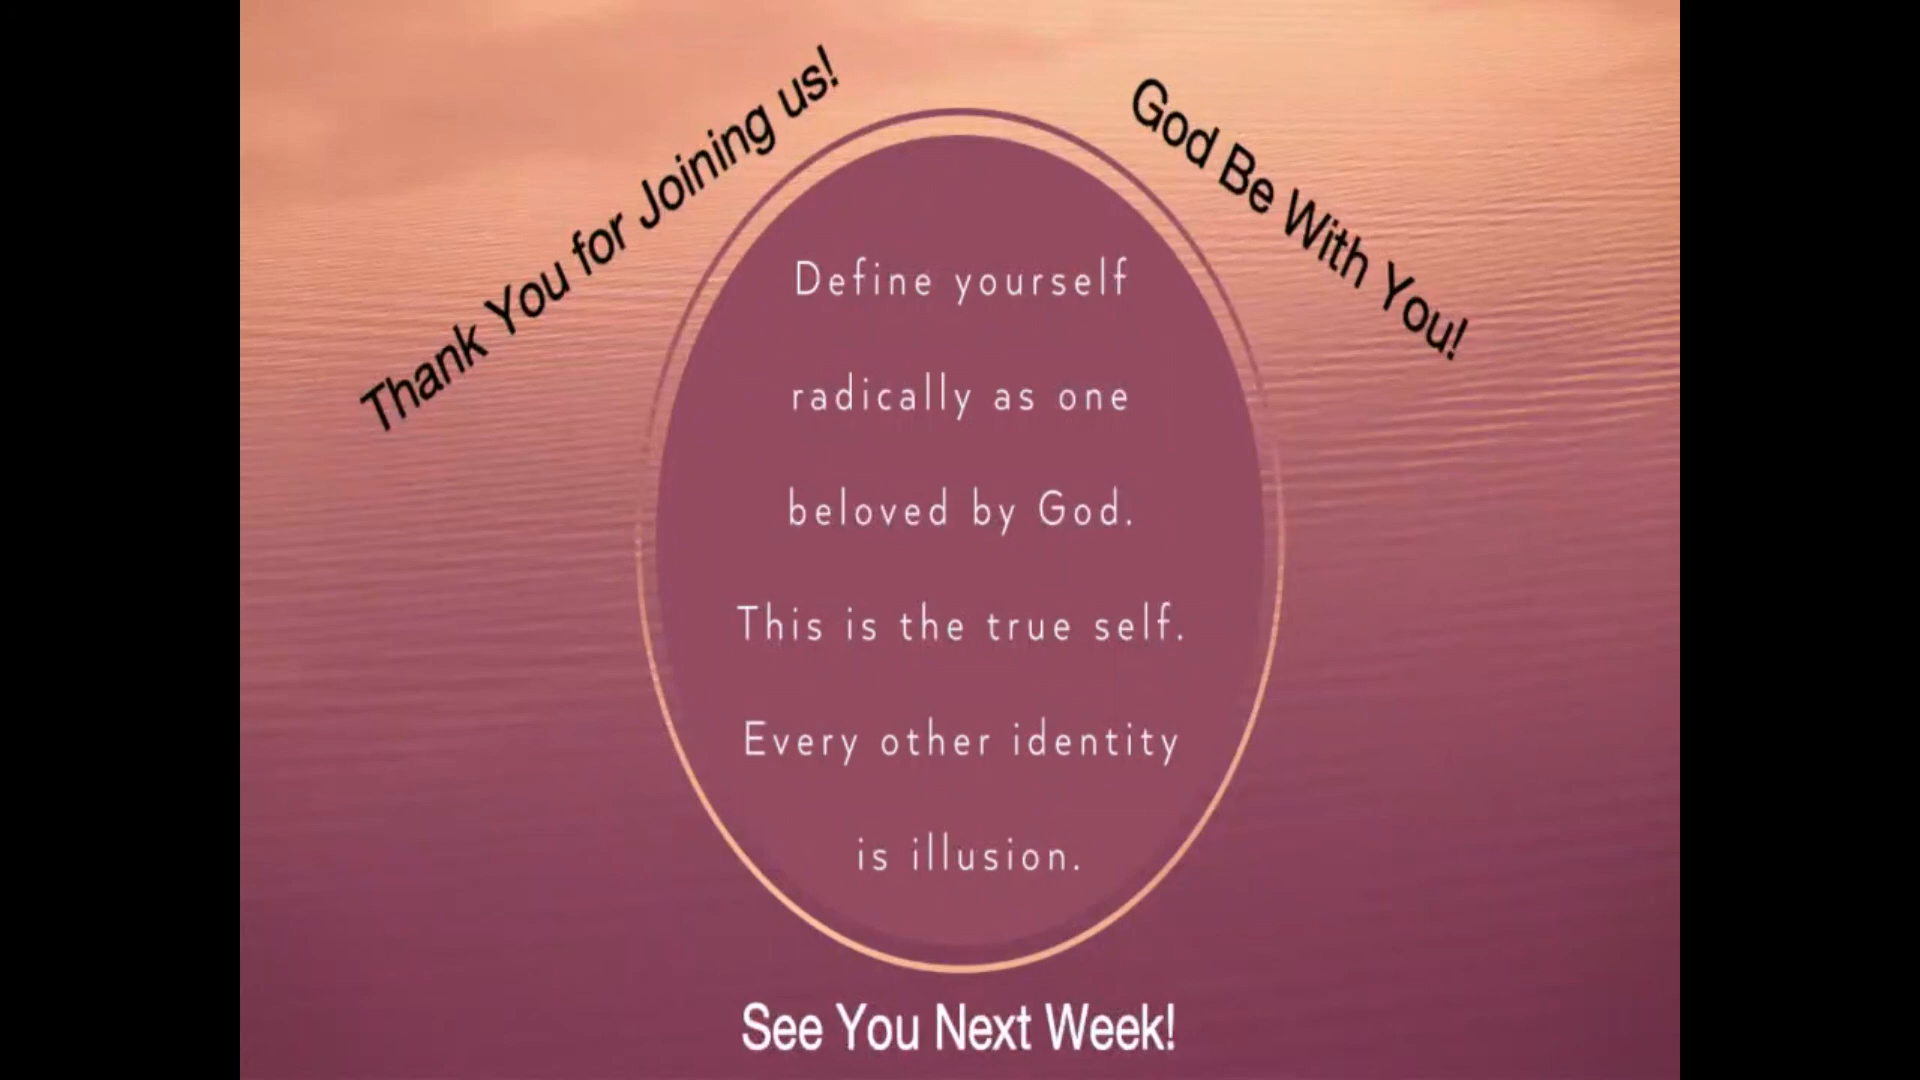 Thank You for Joining us!
God Be With You!
Define yourself
radically as one
beloved by God.
This is the true self.
Every other identity
is illusion.
See You Next Week!